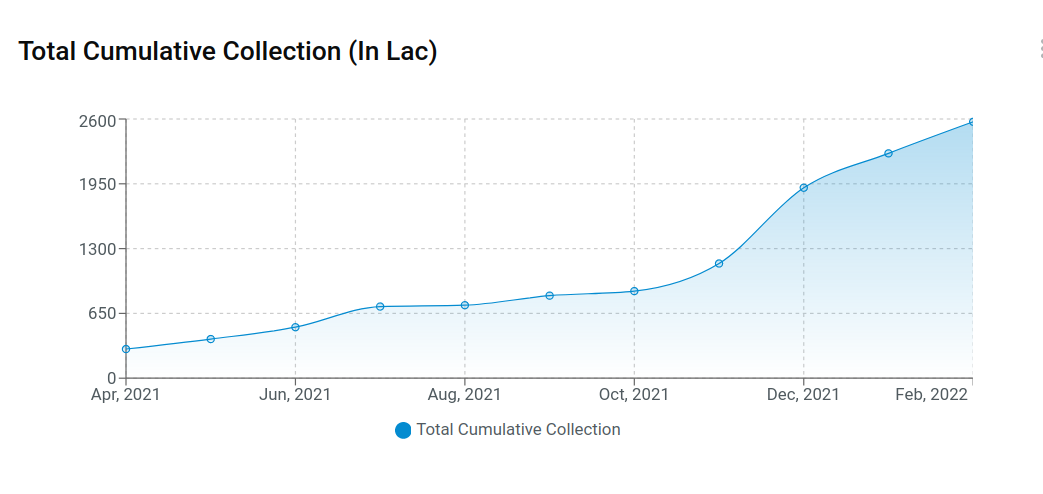 Total Cumulative Collection (In Lac)
2600
1950
1300
650
0
Apr, 2021 Jun, 2021 Aug, 2021 Oct, 2021 Dec, 2021 Feb, 2022
Total Cumulative Collection